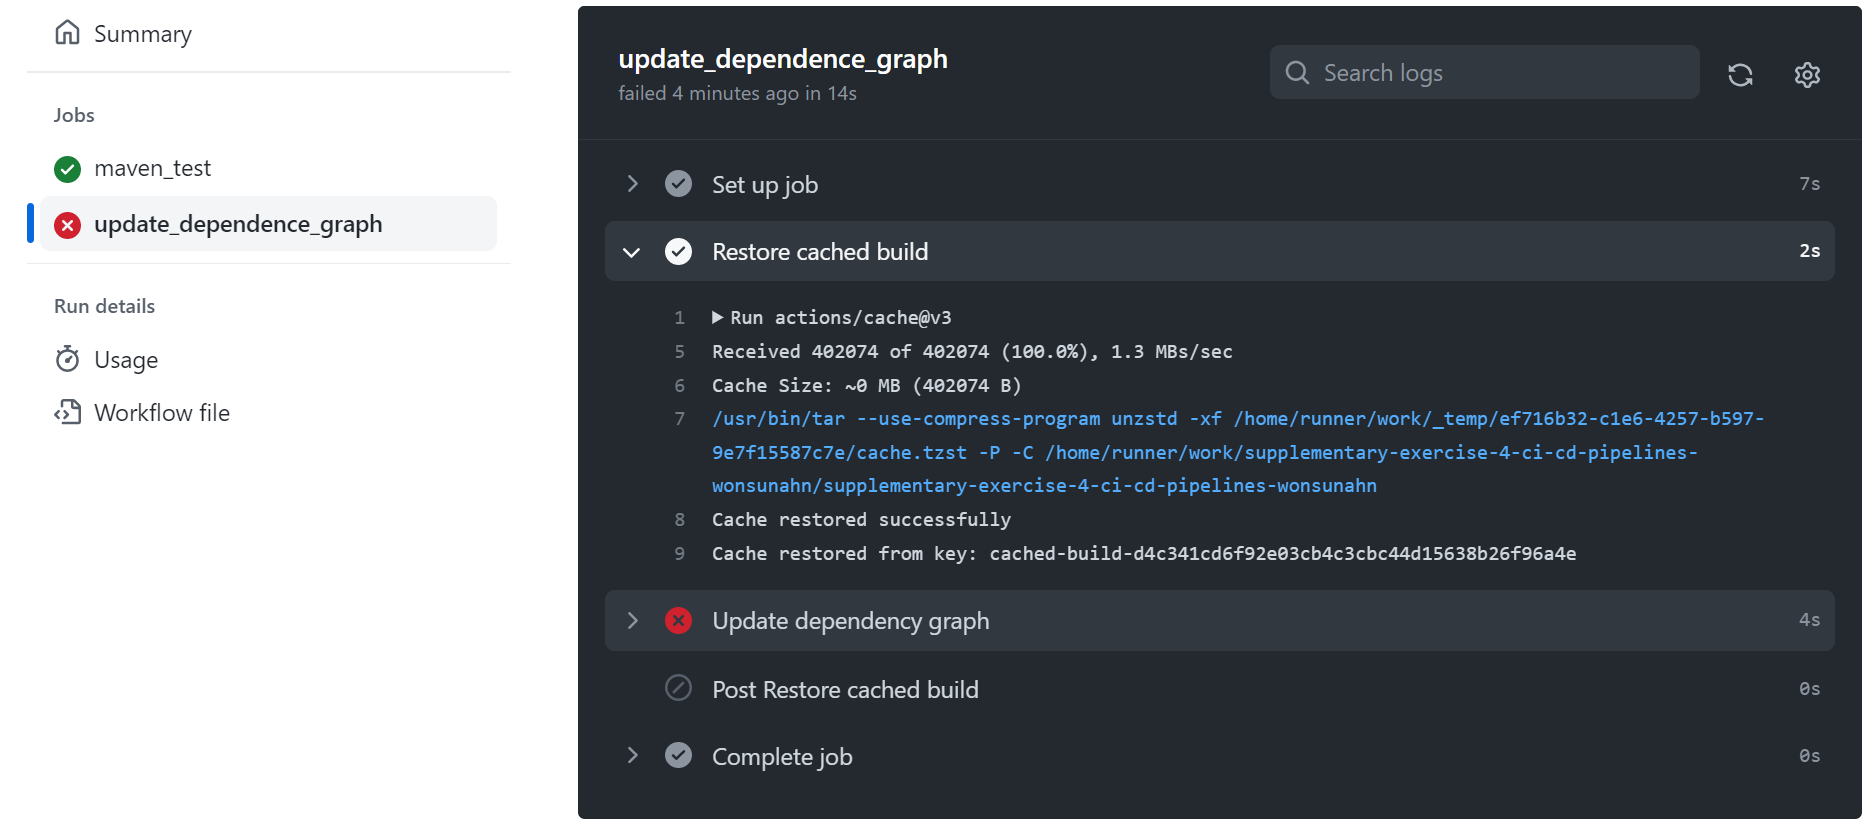 Summary
Jobs
maven_test
update_dependence_graph
Run details
Usage
Workflow file
update_dependence_graph
failed 4 minutes ago in 14s
Search logs
Set up job 7s
Restore cached build 2s
1 Run actions/cache@v3
5 Received 402074 of 402074 (100.0%), 1.3 MBs/sec
6 Cache Size: ~0 MB (402074 B)
7 /usr/bin/tar --use-compress-program unzstd -xf /home/runner/work/_temp/ef716b32-c1e6-4257-b597-
9e7f15587c7e/cache.tzst -P -C /home/runner/work/supplementary-exercise-4-ci-cd-pipelines-
wonsunahn/supplementary-exercise-4-ci-cd-pipelines-wonsunahn
8 Cache restored successfully
9 Cache restored from key: cached-build-d4c341cd6f92e03cb4c3cbc44d15638b26f96a4e
Update dependency graph 4s
Post Restore cached build 0s
Complete job 0s